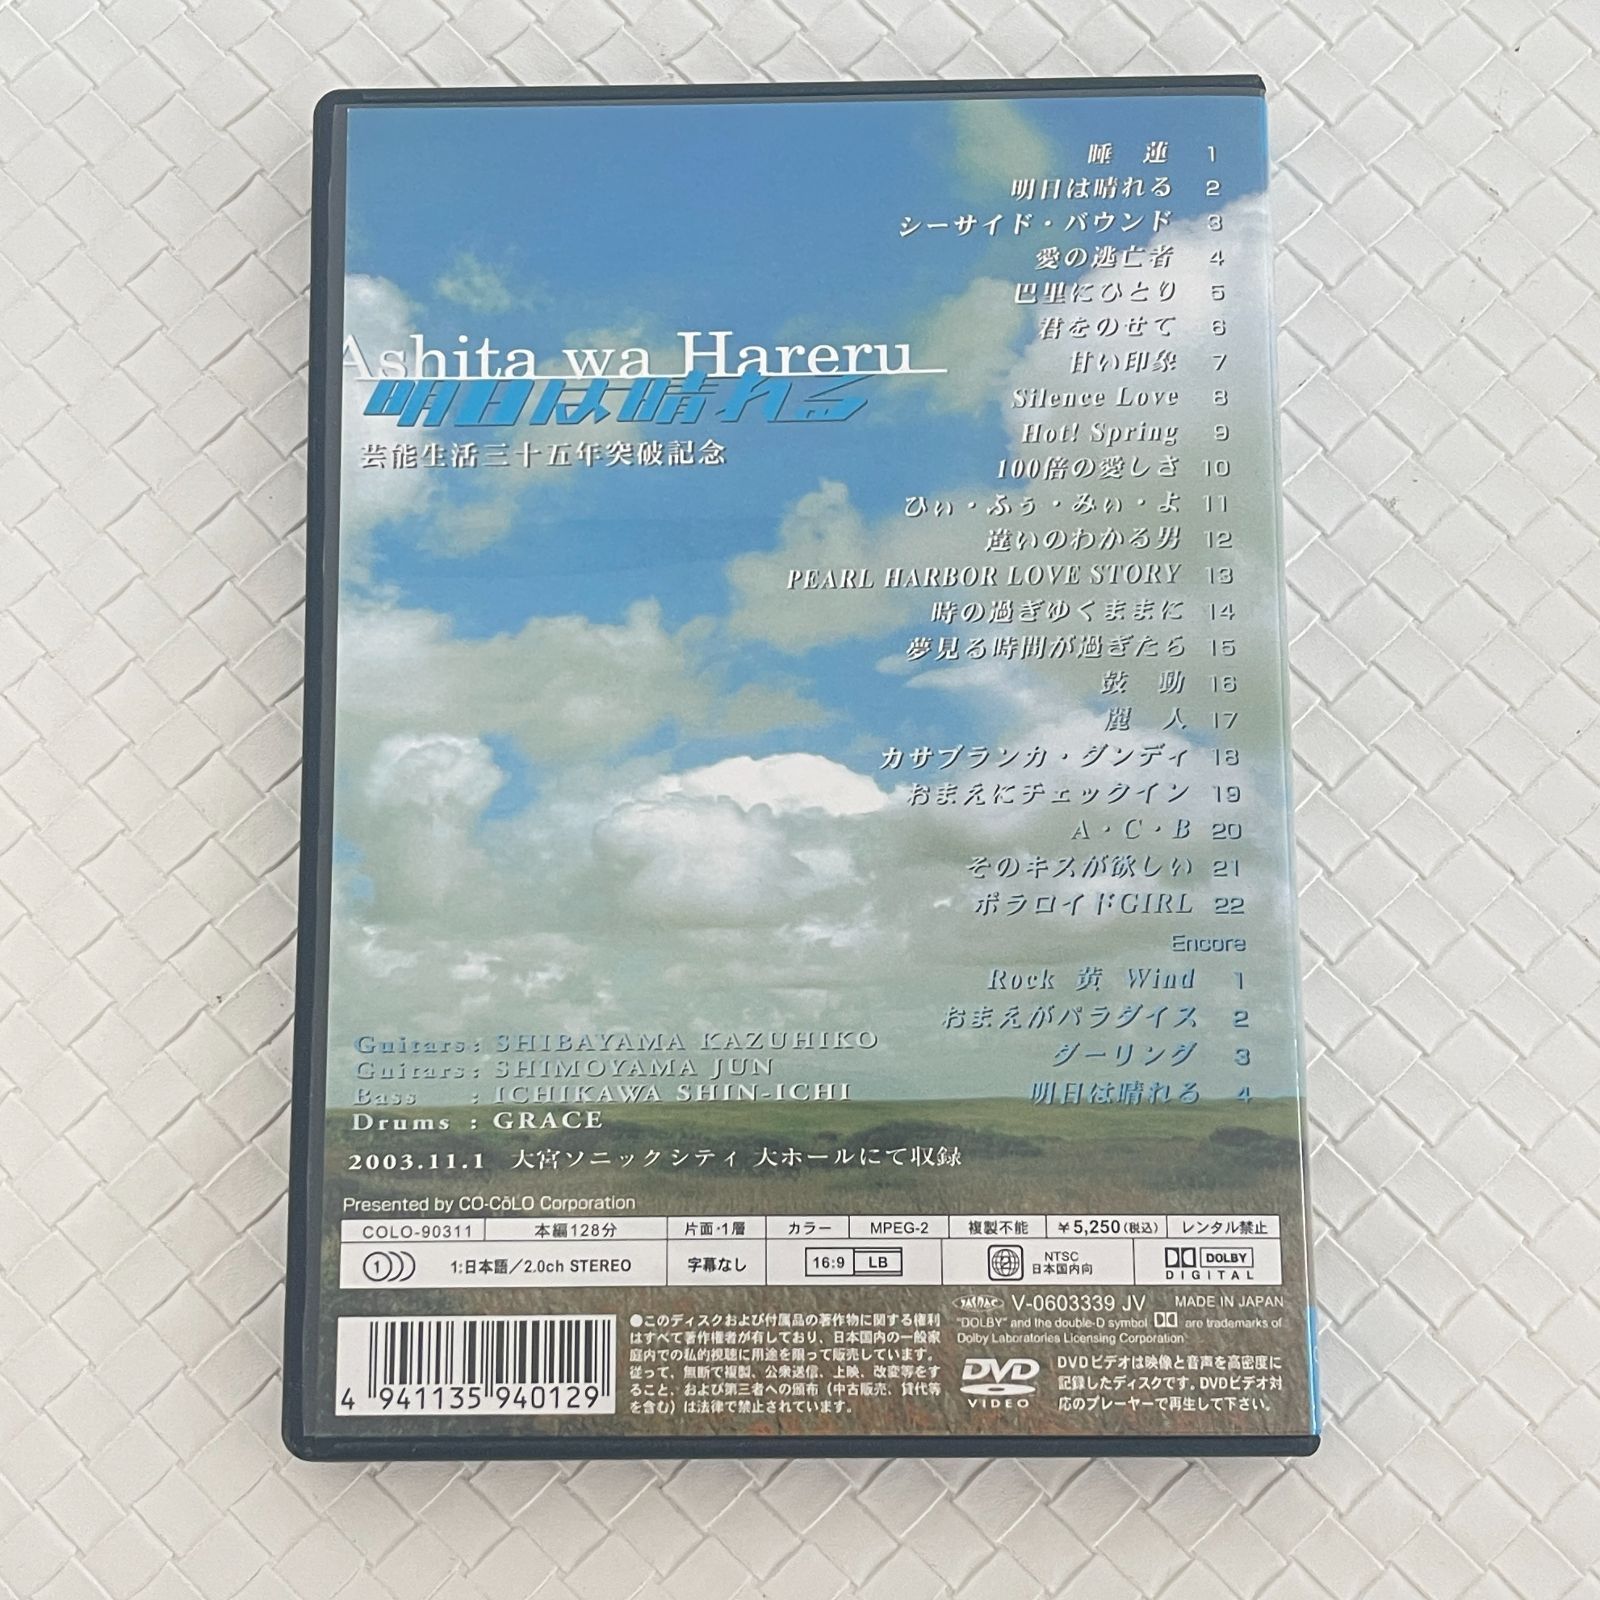 睡 蓮 1
明日は晴れる 2
シーサイド・バウンド 3
愛の逃亡者 4
巴里にひとり 5
君をのせて 6
甘い印象 7
Silence Love 8
Hot! Spring 9
100倍の愛しさ 10
ひぃ・ふぅ・みぃ・よ 11
違いのわかる男 12
PEARL HARBOR LOVE STORY 13
時の過ぎゆくままに 14
夢見る時間が過ぎたら 15
鼓 動 16
麗 人 17
カサブランカ・ダンディ 18
おまえにチェックイン 19
A・C・B 20
そのキスが欲しい 21
ポラロイドGIRL 22
Encore
Rock 黄 Wind 1
おまえがパラダイス 2
ダーリング 3
明日は晴れる 4
Ashita wa Hareru
明日は晴れる
芸能生活三十五年突破記念
Guitars: SHIBAYAMA KAZUHIKO
Guitars: SHIMOYAMA JUN
Bass : ICHIKAWA SHIN-ICHI
Drums : GRACE
2003.11.1 大宮ソニックシティ 大ホールにて収録
Presented by CO-CōLO Corporation
COLO-90311 本編128分 片面・1層 カラー MPEG-2 複製不能 ¥5,250(税込) レンタル禁止
1 1:日本語/2.0ch STEREO 字幕なし 16:9 LB 2 NTSC 日本国内向 DOLBY DIGITAL
JASRAC V-0603339 JV MADE IN JAPAN
"DOLBY" and the double-D symbol are trademarks of
Dolby Laboratories Licensing Corporation
4 941135 940129
●このディスクおよび付属品の著作物に関する権利
はすべて著作権者が有しており、日本国内の一般家
庭内での私的視聴に用途を限って販売しています。
従って、無断で複製、公衆送信、上映、改変等をす
ること、および第三者への頒布（中古販売、貸代等
を含む）は法律で禁止されています。
DVD VIDEO
DVDビデオは映像と音声を高密度に
記録したディスクです。DVDビデオ対
応のプレーヤーで再生して下さい。